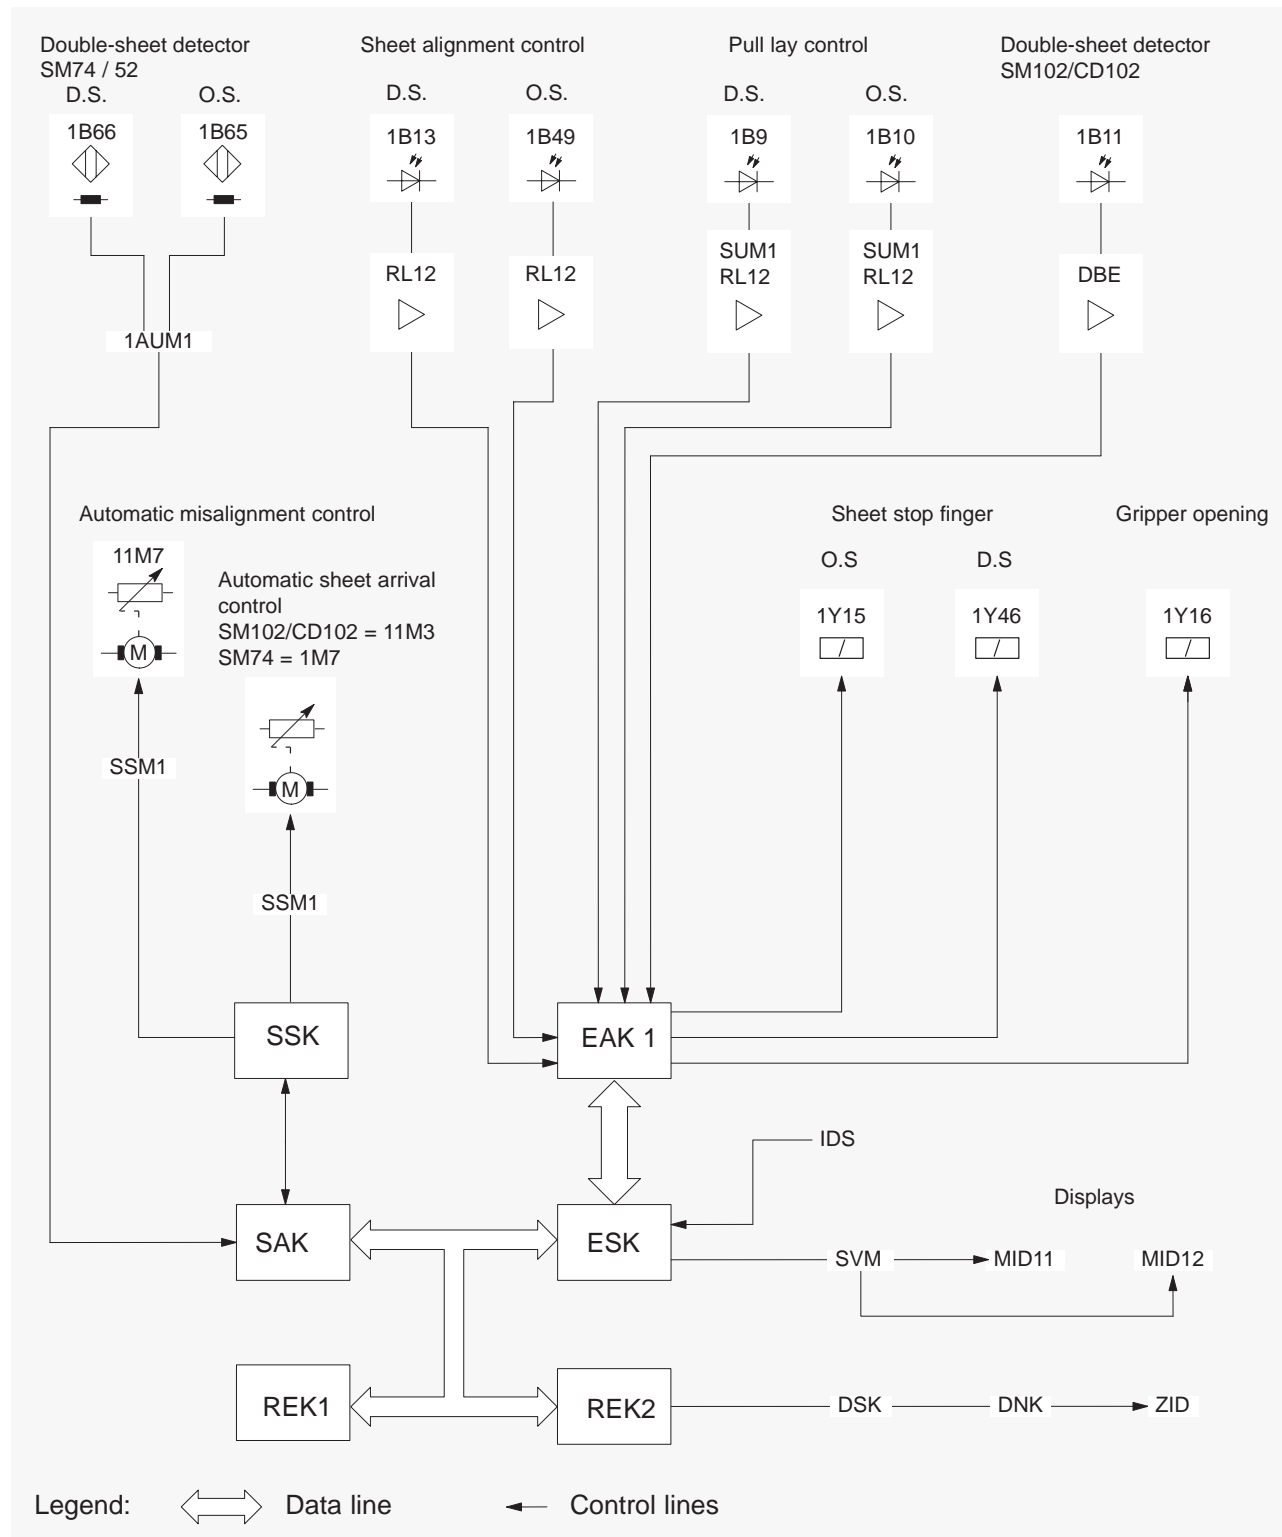 Double-sheet detector
SM74 / 52
D.S.
O.S.
1B66
1B65
1AUM1
Sheet alignment control
D.S.
O.S.
1B13
1B49
RL12
RL12
Pull lay control
D.S.
O.S.
1B9
1B10
SUM1
RL12
SUM1
RL12
Double-sheet detector
SM102/CD102
1B11
DBE
Automatic misalignment control
11M7
M
SSM1
Automatic sheet arrival
control
SM102/CD102 = 11M3
SM74 = 1M7
M
SSM1
Sheet stop finger
O.S
D.S
1Y15
1Y46
Gripper opening
1Y16
SSK
EAK 1
IDS
Displays
SAK
ESK
SVM
MID11
MID12
REK1
REK2
DSK
DNK
ZID
Legend:
Data line
Control lines